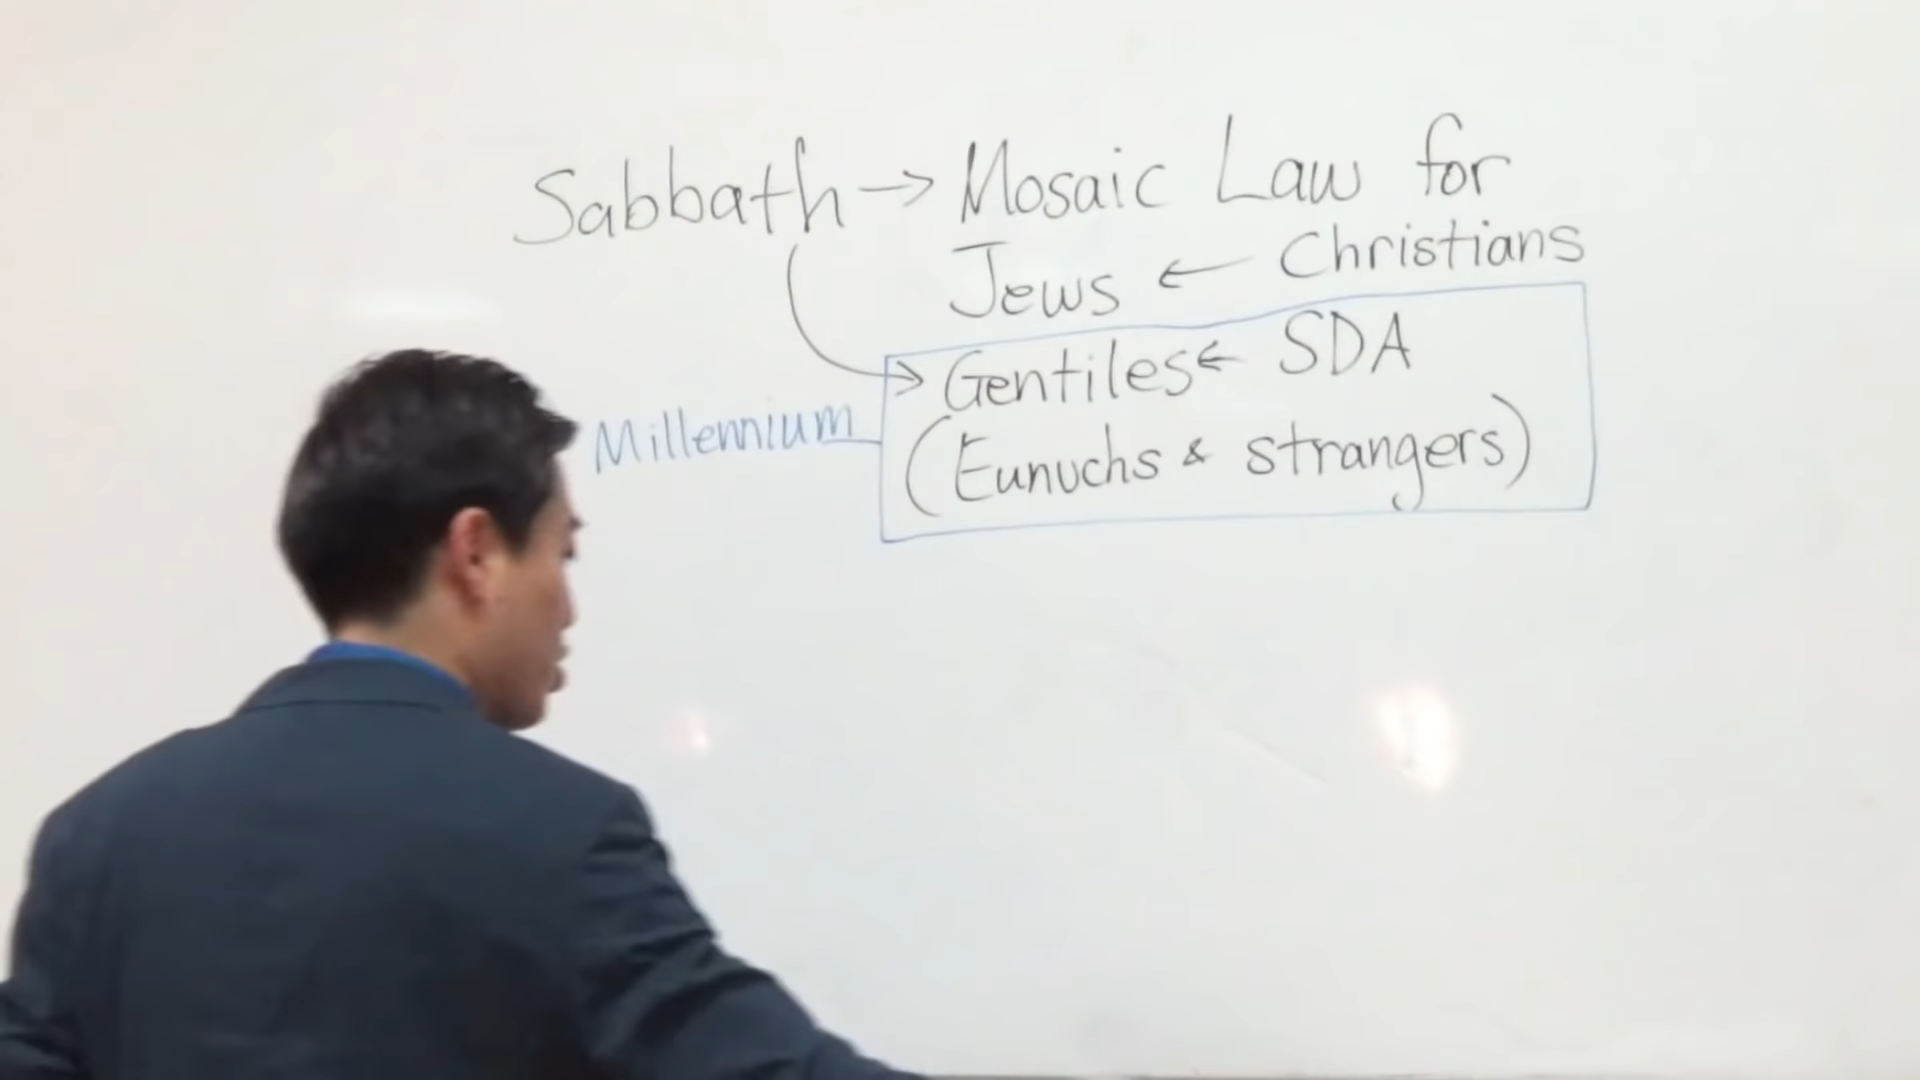 Sabbath → Mosaic Law for
Jews ← Christians
Gentiles ← SDA
Millennium
(Eunuchs & strangers)